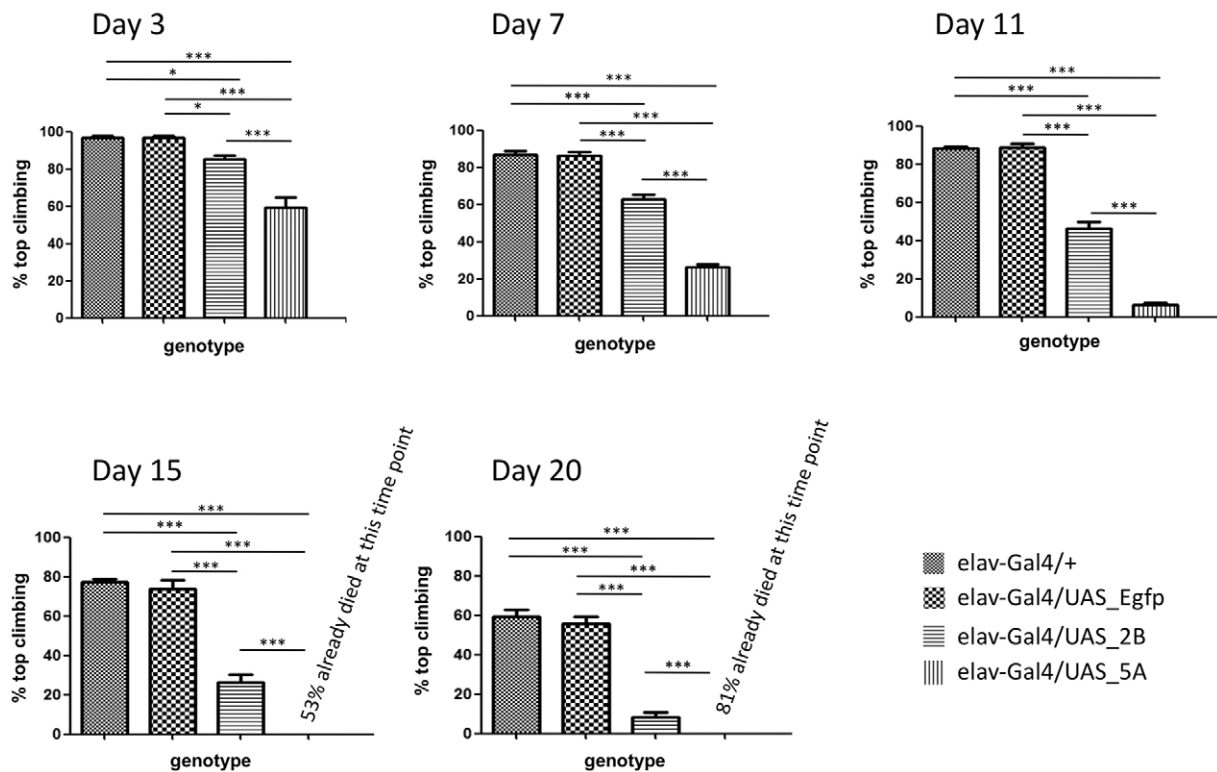 Day 3
***
*
***
*
***
100
80
60
40
20
0
% top climbing
genotype
Day 7
***
***
***
***
***
100
80
60
40
20
0
% top climbing
genotype
Day 11
***
***
***
***
***
100
80
60
40
20
0
% top climbing
genotype
Day 15
***
***
***
***
***
100
80
60
40
20
0
% top climbing
genotype
53% already died at this time point
Day 20
***
***
***
***
***
100
80
60
40
20
0
% top climbing
genotype
81% already died at this time point
elav-Gal4/+
elav-Gal4/UAS_Egfp
elav-Gal4/UAS_2B
elav-Gal4/UAS_5A